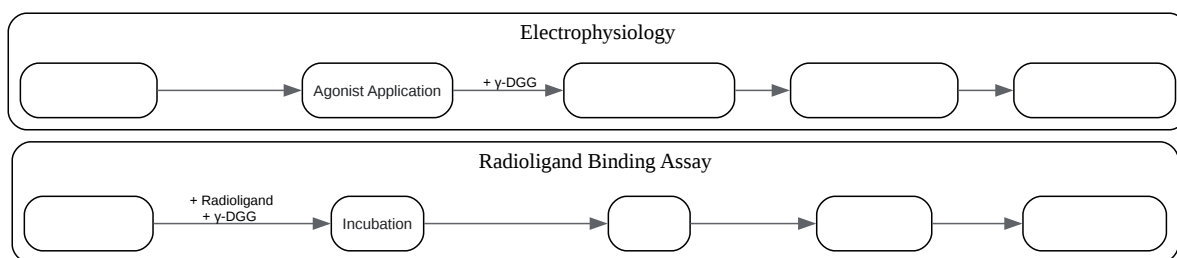 Electrophysiology
Agonist Application
+ γ-DGG
Radioligand Binding Assay
+ Radioligand
+ γ-DGG
Incubation